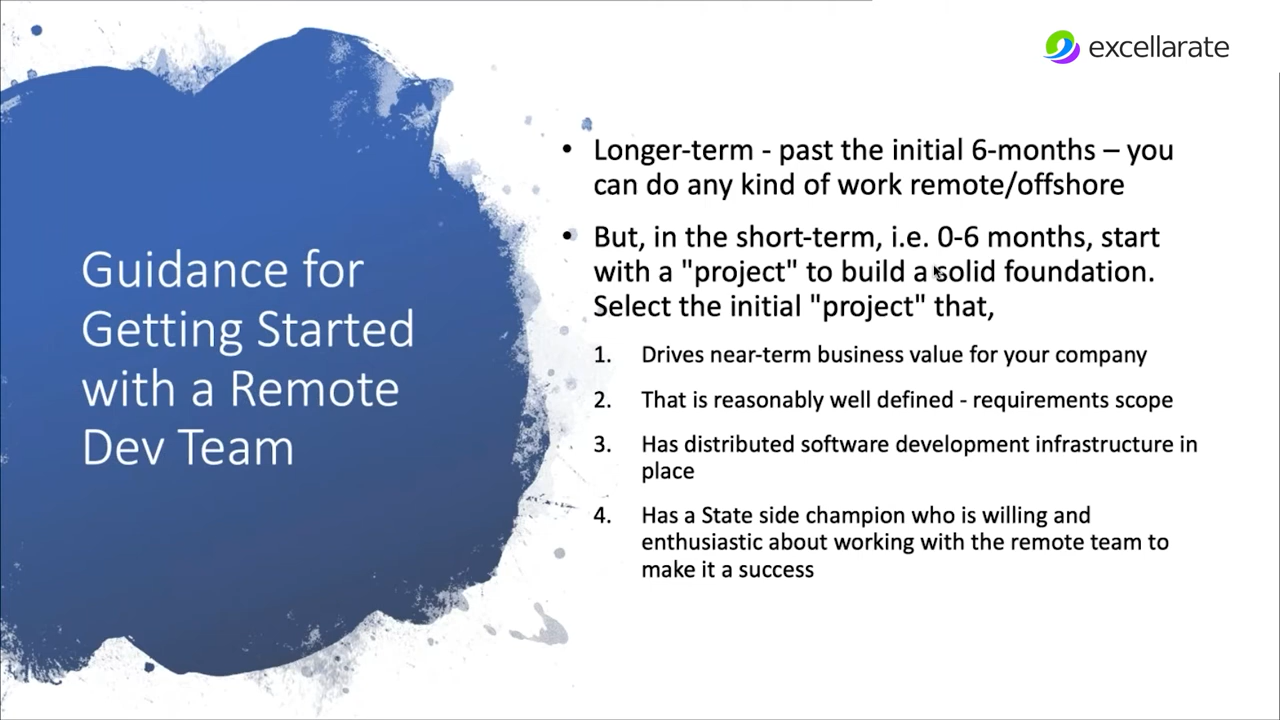 excellarate
Guidance for
Getting Started
with a Remote
Dev Team
• Longer-term - past the initial 6-months – you
can do any kind of work remote/offshore
• But, in the short-term, i.e. 0-6 months, start
with a "project" to build a solid foundation.
Select the initial "project" that,
1. Drives near-term business value for your company
2. That is reasonably well defined - requirements scope
3. Has distributed software development infrastructure in
place
4. Has a State side champion who is willing and
enthusiastic about working with the remote team to
make it a success